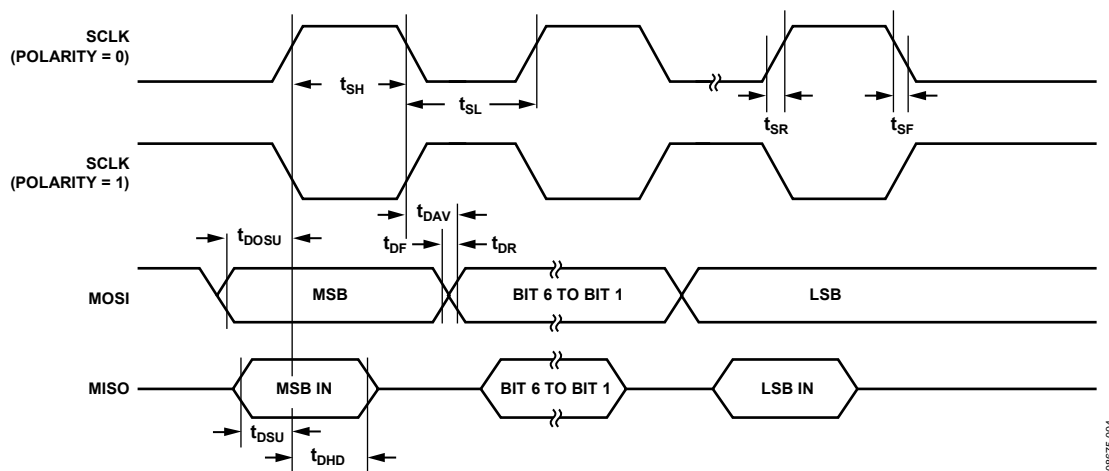 SCLK
(POLARITY = 0)
tSH
tSL
tSR
tSF
SCLK
(POLARITY = 1)
tDAV
tDOSU
tDF
tDR
MOSI
MSB
BIT 6 TO BIT 1
LSB
MISO
MSB IN
BIT 6 TO BIT 1
LSB IN
tDSU
tDHD